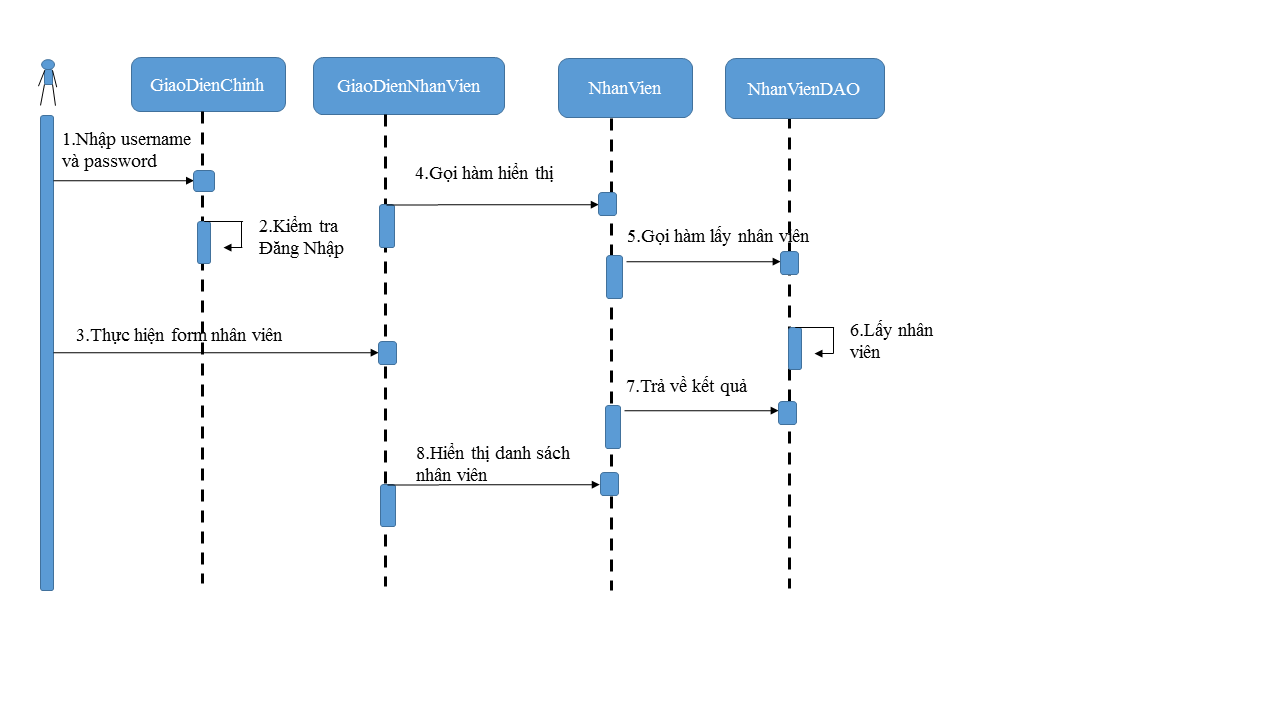 GiaoDienChinh
GiaoDienNhanVien
NhanVien
NhanVienDAO
1.Nhập username
và password
2.Kiểm tra
Đăng Nhập
3.Thực hiện form nhân viên
4.Gọi hàm hiển thị
5.Gọi hàm lấy nhân viên
6.Lấy nhân
viên
7.Trả về kết quả
8.Hiển thị danh sách
nhân viên